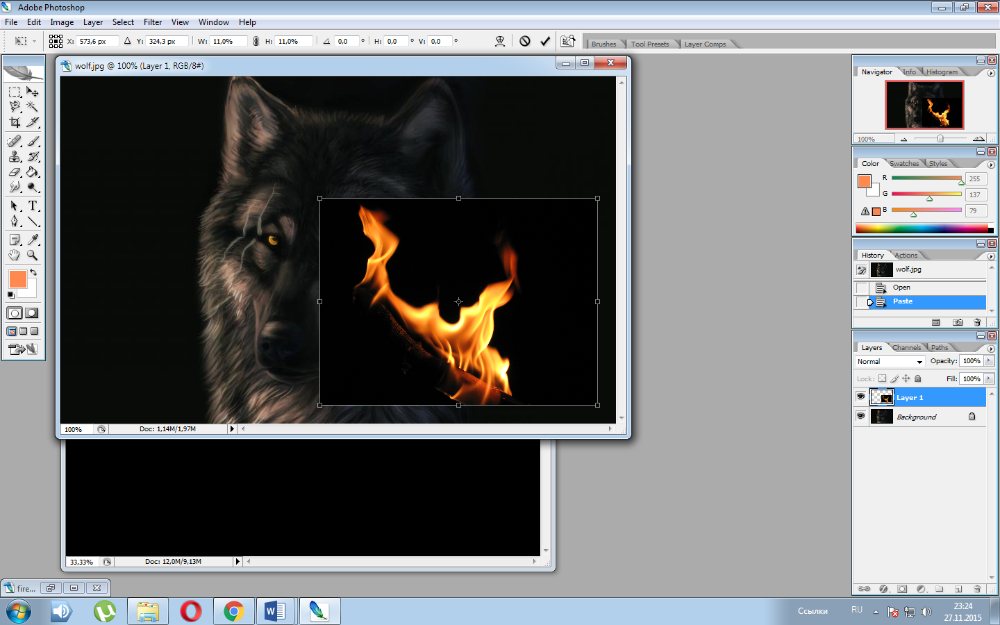 Adobe Photoshop
File Edit Image Layer Select Filter View Window Help
X: 573,6 px Y: 324,3 px W: 11,0% H: 11,0% 0,0 ° H: 0,0 ° V: 0,0 °
Brushes Tool Presets Layer Comps
wolf.jpg @ 100% (Layer 1, RGB/8#)
100% Doc: 1,14M/1,97M
33,33% Doc: 12,0M/9,13M
fire...
Navigator Info Histogram
100%
Color Swatches Styles
R 255
G 137
B 79
History Actions
wolf.jpg
Open
Paste
Layers Channels Paths
Normal Opacity: 100%
Lock: Fill: 100%
Layer 1
Background
Ссылки RU 23:24
27.11.2015